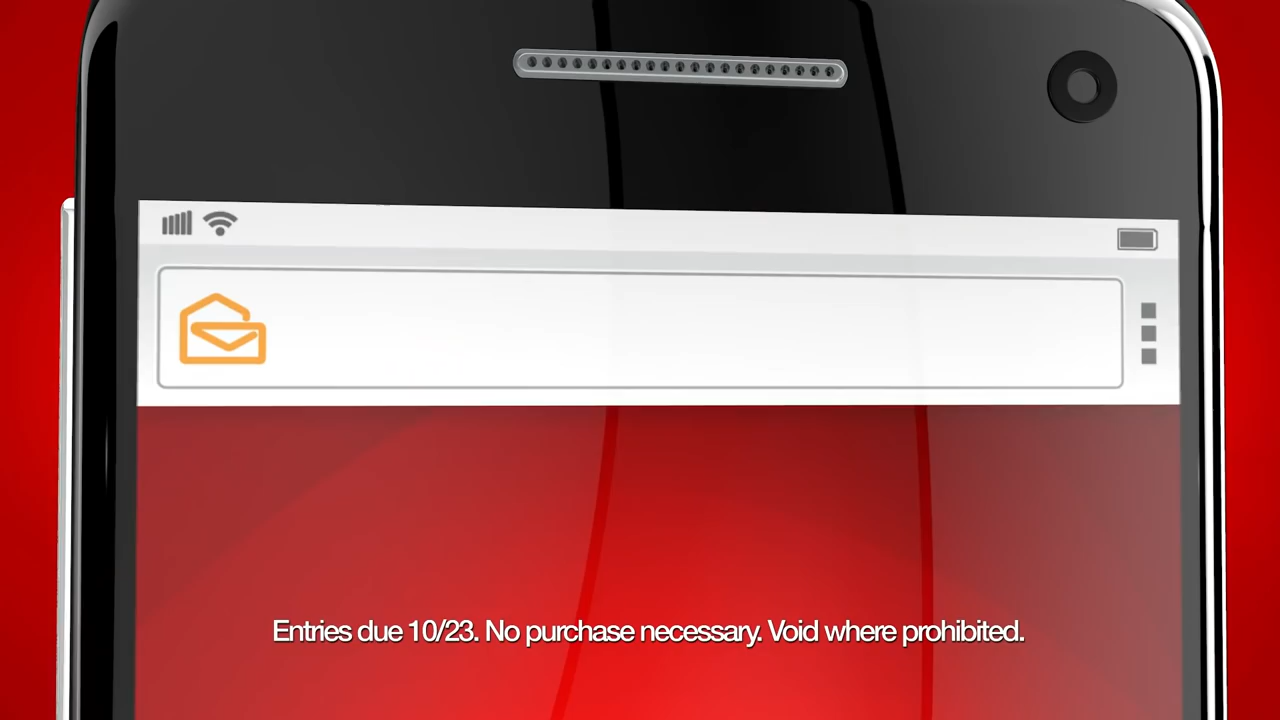 Entries due 10/23. No purchase necessary. Void where prohibited.